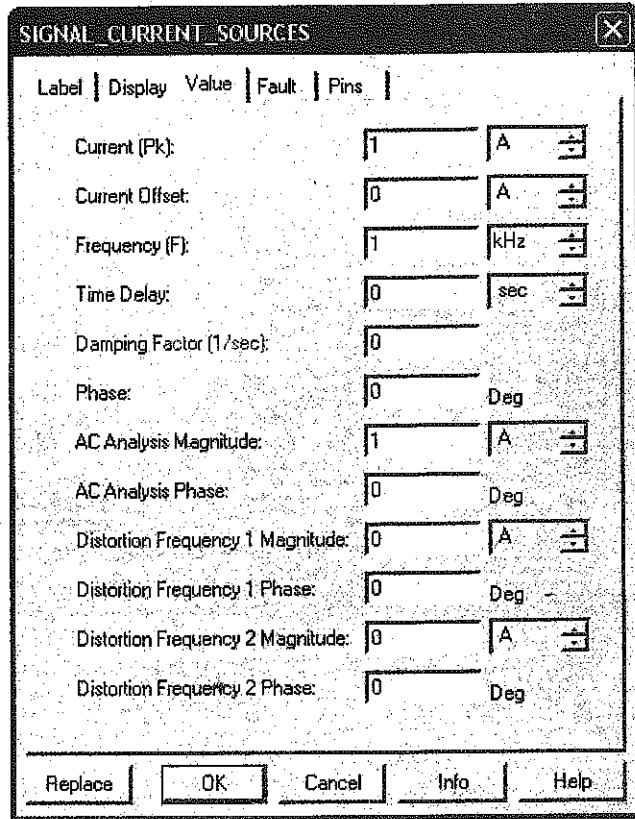 SIGNAL_CURRENT_SOURCES
Label Display Value Fault Pins
Current (Pk): 1 A
Current Offset: 0 A
Frequency (F): 1 kHz
Time Delay: 0 sec
Damping Factor (1/sec): 0
Phase: 0 Deg
AC Analysis Magnitude: 1 A
AC Analysis Phase: 0 Deg
Distortion Frequency 1 Magnitude: 0 A
Distortion Frequency 1 Phase: 0 Deg
Distortion Frequency 2 Magnitude: 0 A
Distortion Frequency 2 Phase: 0 Deg
Replace OK Cancel Info Help